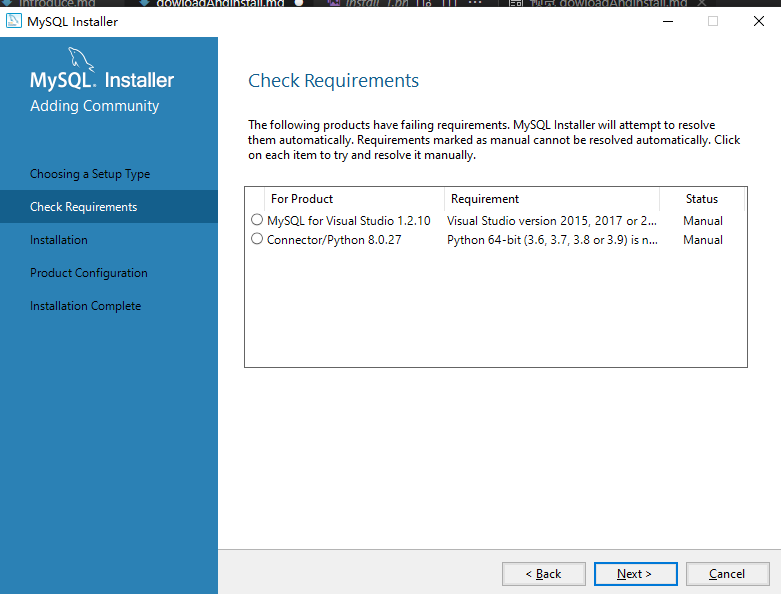 introduce.md dowloadAndInstall.md install_1.pn dowloadAndInstall.md
MySQL Installer
MySQL. Installer
Adding Community
Choosing a Setup Type
Check Requirements
Installation
Product Configuration
Installation Complete
Check Requirements
The following products have failing requirements. MySQL Installer will attempt to resolve
them automatically. Requirements marked as manual cannot be resolved automatically. Click
on each item to try and resolve it manually.
For Product Requirement Status
MySQL for Visual Studio 1.2.10 Visual Studio version 2015, 2017 or 2... Manual
Connector/Python 8.0.27 Python 64-bit (3.6, 3.7, 3.8 or 3.9) is n... Manual
< Back Next > Cancel